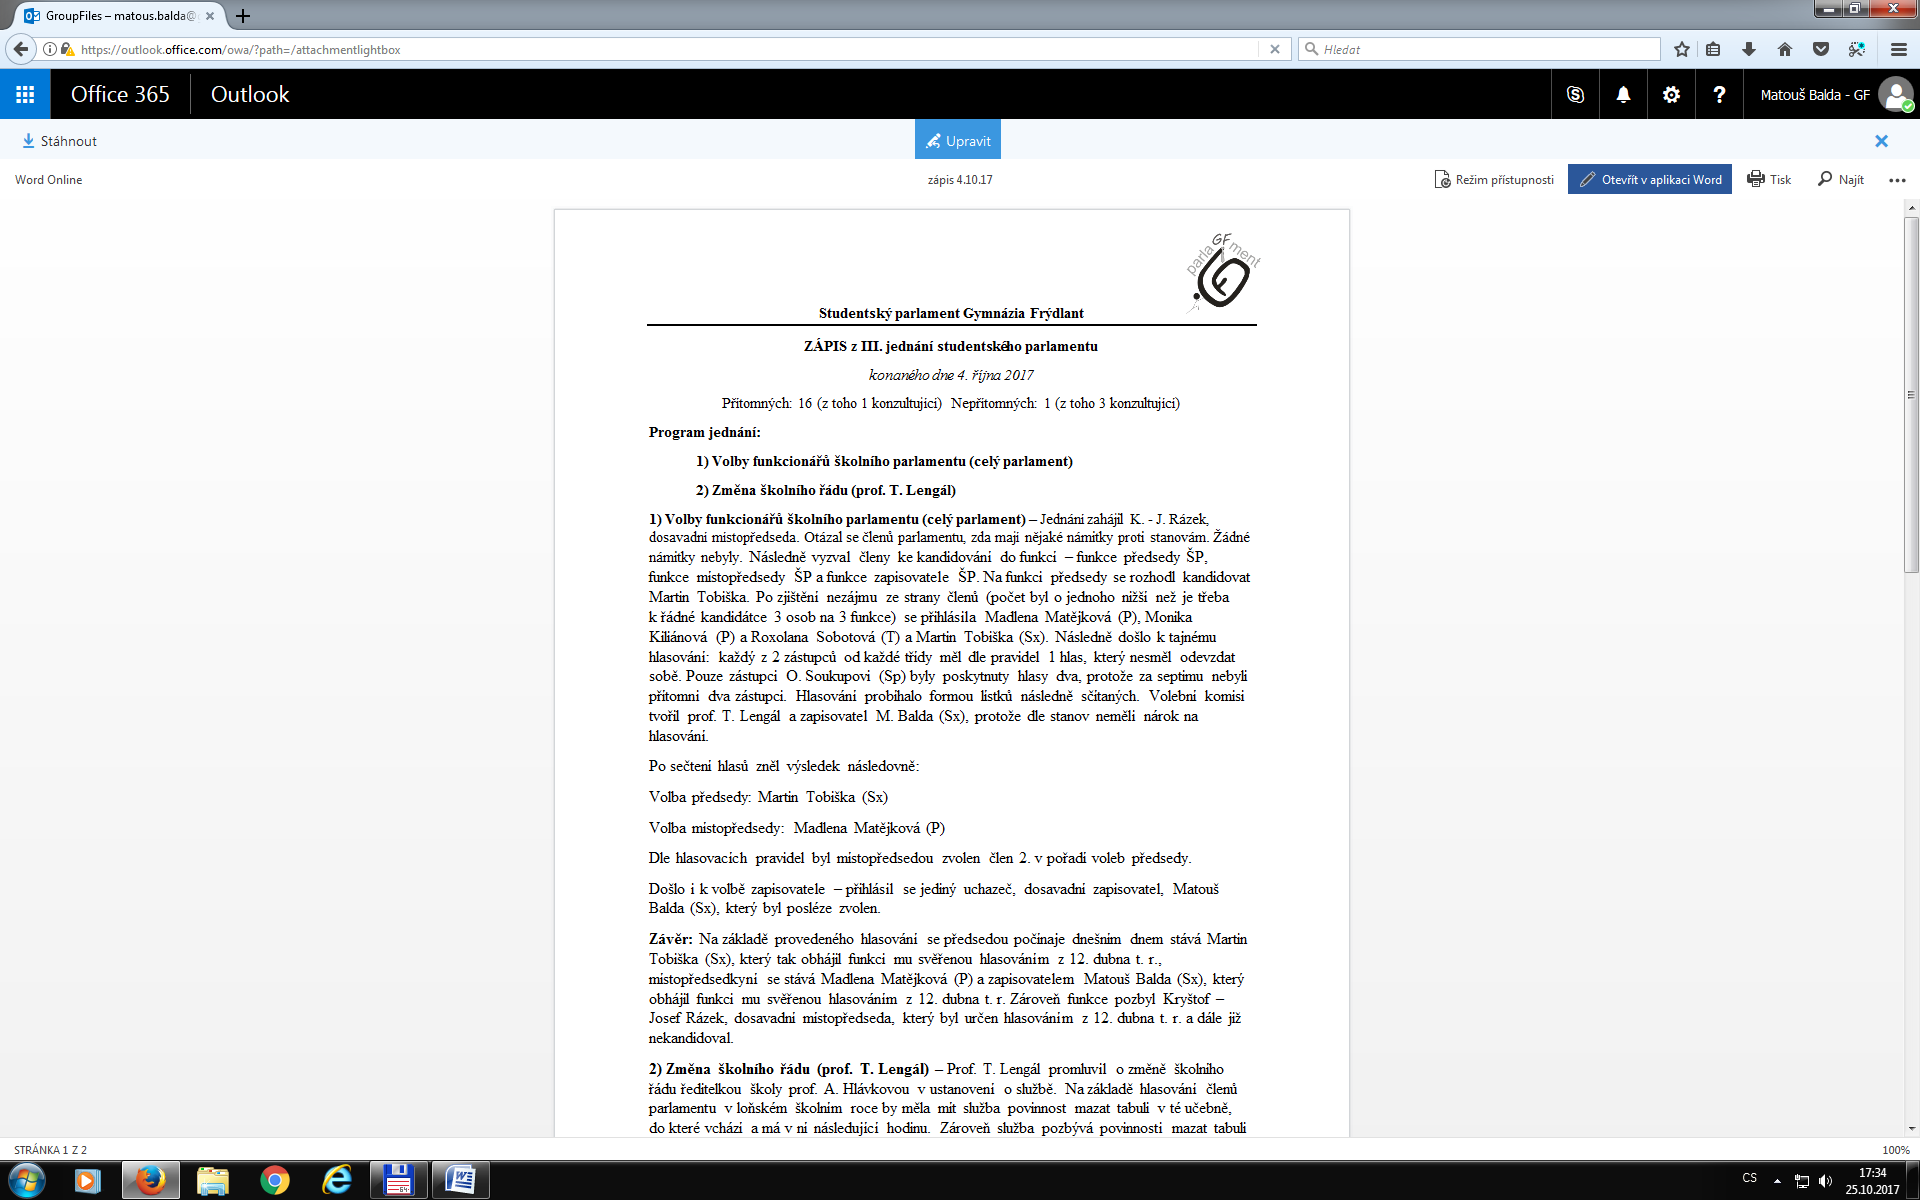 GroupFiles – matous.balda@g
https://outlook.office.com/owa/?path=/attachmentlightbox
Hledat
Office 365
Outlook
Matouš Balda - GF
Stáhnout
Upravit
Word Online
zápis 4.10.17
Režim přístupnosti
Otevřít v aplikaci Word
Tisk
Najít
parla GF ment
Studentský parlament Gymnázia Frýdlant
ZÁPIS z III. jednání studentského parlamentu
konaného dne 4. října 2017
Přítomných: 16 (z toho 1 konzultující) Nepřítomných: 1 (z toho 3 konzultující)
Program jednání:
1) Volby funkcionářů školního parlamentu (celý parlament)
2) Změna školního řádu (prof. T. Lengál)
1) Volby funkcionářů školního parlamentu (celý parlament) – Jednání zahájil K. - J. Rázek,
dosavadní místopředseda. Otázal se členů parlamentu, zda mají nějaké námitky proti stanovám. Žádné
námitky nebyly. Následně vyzval členy ke kandidování do funkcí – funkce předsedy ŠP,
funkce místopředsedy ŠP a funkce zapisovatele ŠP. Na funkci předsedy se rozhodl kandidovat
Martin Tobiška. Po zjištění nezájmu ze strany členů (počet byl o jednoho nižší než je třeba
k řádné kandidátce 3 osob na 3 funkce) se přihlásila Madlena Matějková (P), Monika
Kiliánová (P) a Roxolana Sobotová (T) a Martin Tobiška (Sx). Následně došlo k tajnému
hlasování: každý z 2 zástupců od každé třídy měl dle pravidel 1 hlas, který nesměl odevzdat
sobě. Pouze zástupci O. Soukupovi (Sp) byly poskytnuty hlasy dva, protože za septimu nebyli
přítomni dva zástupci. Hlasování probíhalo formou lístků následně sčítaných. Volební komisi
tvořil prof. T. Lengál a zapisovatel M. Balda (Sx), protože dle stanov neměli nárok na
hlasování.
Po sečtení hlasů zněl výsledek následovně:
Volba předsedy: Martin Tobiška (Sx)
Volba místopředsedy: Madlena Matějková (P)
Dle hlasovacích pravidel byl místopředsedou zvolen člen 2. v pořadí voleb předsedy.
Došlo i k volbě zapisovatele – přihlásil se jediný uchazeč, dosavadní zapisovatel, Matouš
Balda (Sx), který byl posléze zvolen.
Závěr: Na základě provedeného hlasování se předsedou počínaje dnešním dnem stává Martin
Tobiška (Sx), který tak obhájil funkci mu svěřenou hlasováním z 12. dubna t. r.,
místopředsedkyní se stává Madlena Matějková (P) a zapisovatelem Matouš Balda (Sx), který
obhájil funkci mu svěřenou hlasováním z 12. dubna t. r. Zároveň funkce pozbyl Kryštof –
Josef Rázek, dosavadní místopředseda, který byl určen hlasováním z 12. dubna t. r. a dále již
nekandidoval.
2) Změna školního řádu (prof. T. Lengál) – Prof. T. Lengál promluvil o změně školního
řádu ředitelkou školy prof. A. Hlávkovou v ustanovení o službě. Na základě hlasování členů
parlamentu v loňském školním roce by měla mít služba povinnost mazat tabuli v té učebně,
do které vchází a má v ní následující hodinu. Zároveň služba pozbývá povinnosti mazat tabuli
STRÁNKA 1 Z 2
100%
CS
17:34
25.10.2017